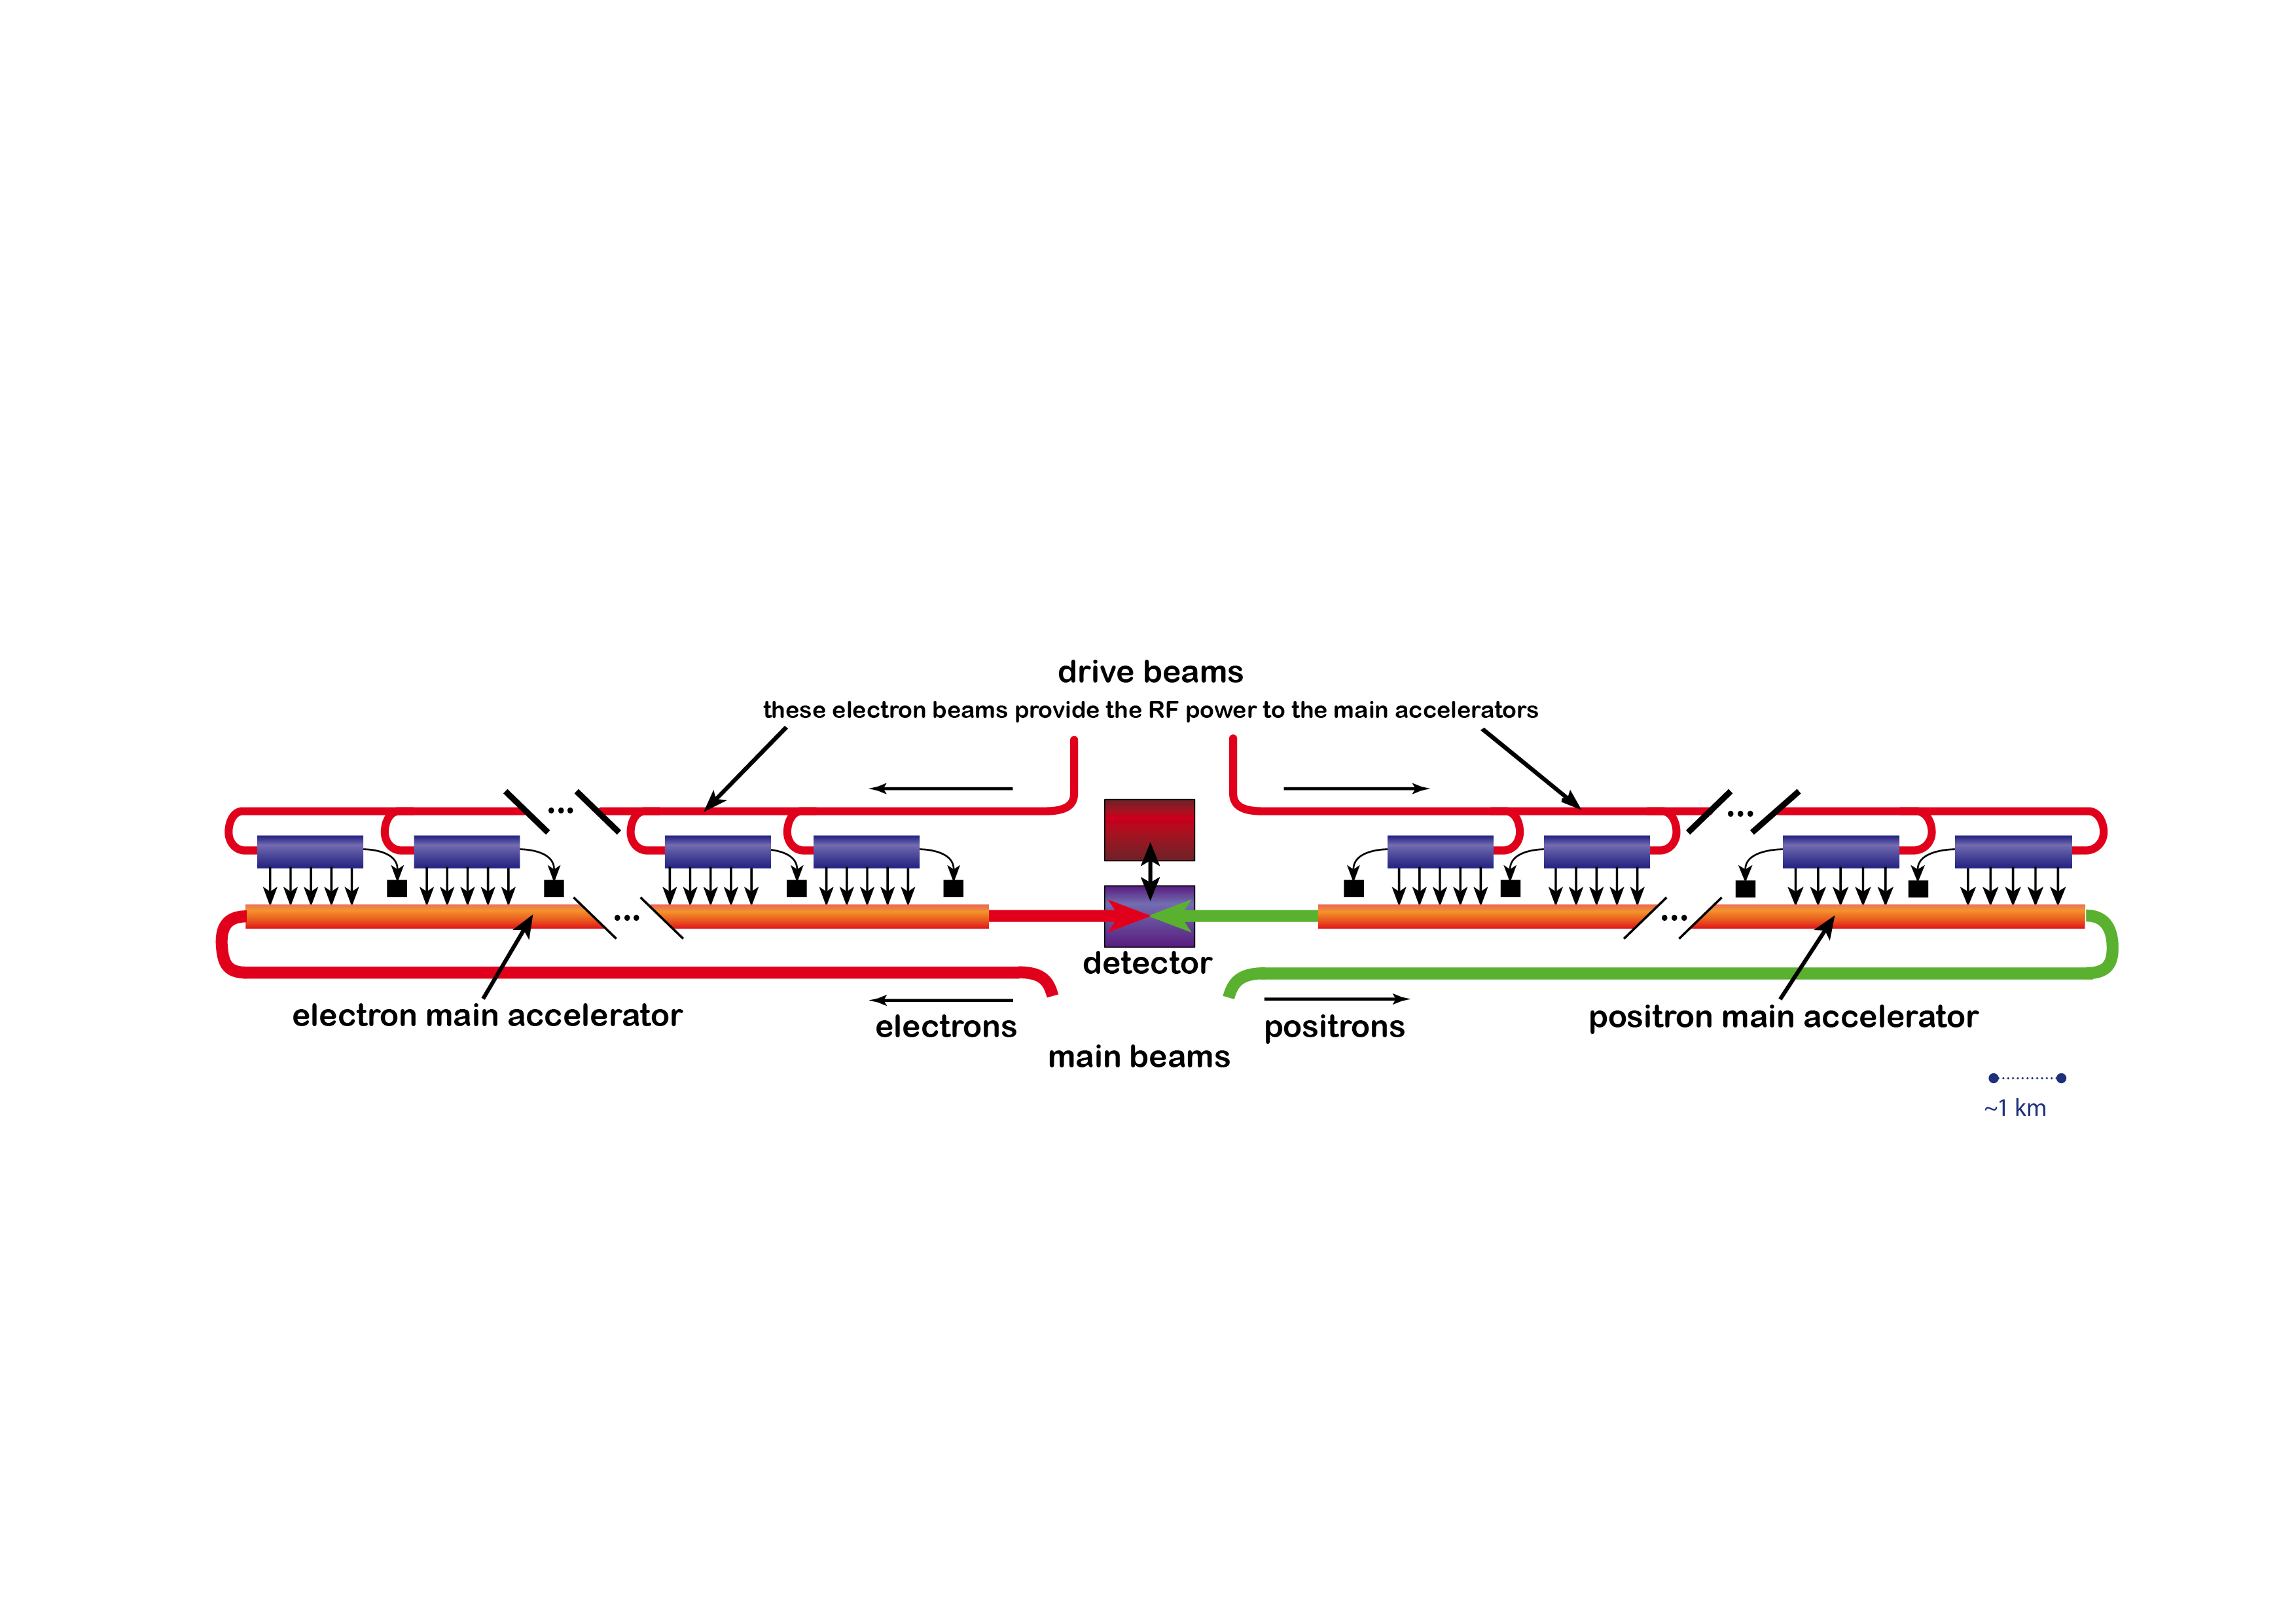 drive beams
these electron beams provide the RF power to the main accelerators
...
...
...
...
detector
electron main accelerator
electrons
positrons
positron main accelerator
main beams
~1 km